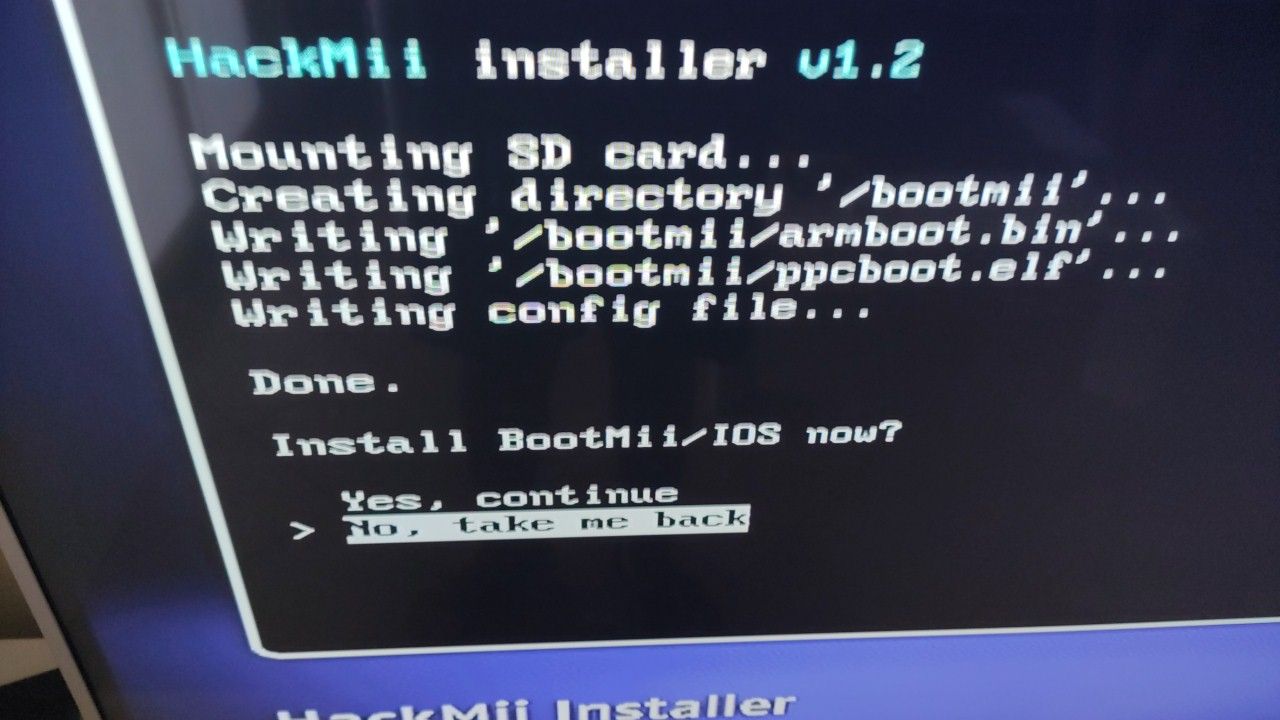 HackMii installer v1.2
Mounting SD card...
Creating directory '/bootmii'...
Writing '/bootmii/armboot.bin'...
Writing '/bootmii/ppcboot.elf'...
Writing config file...
Done.
Install BootMii/IOS now?
Yes, continue
> No, take me back
HackMii Installer